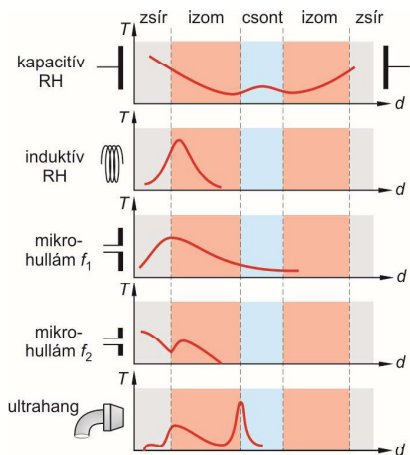 zsír izom csont izom zsír
T
kapacitív
RH
d
T
induktív
RH
d
T
mikro-
hullám f₁
d
T
mikro-
hullám f₂
d
T
ultrahang
d